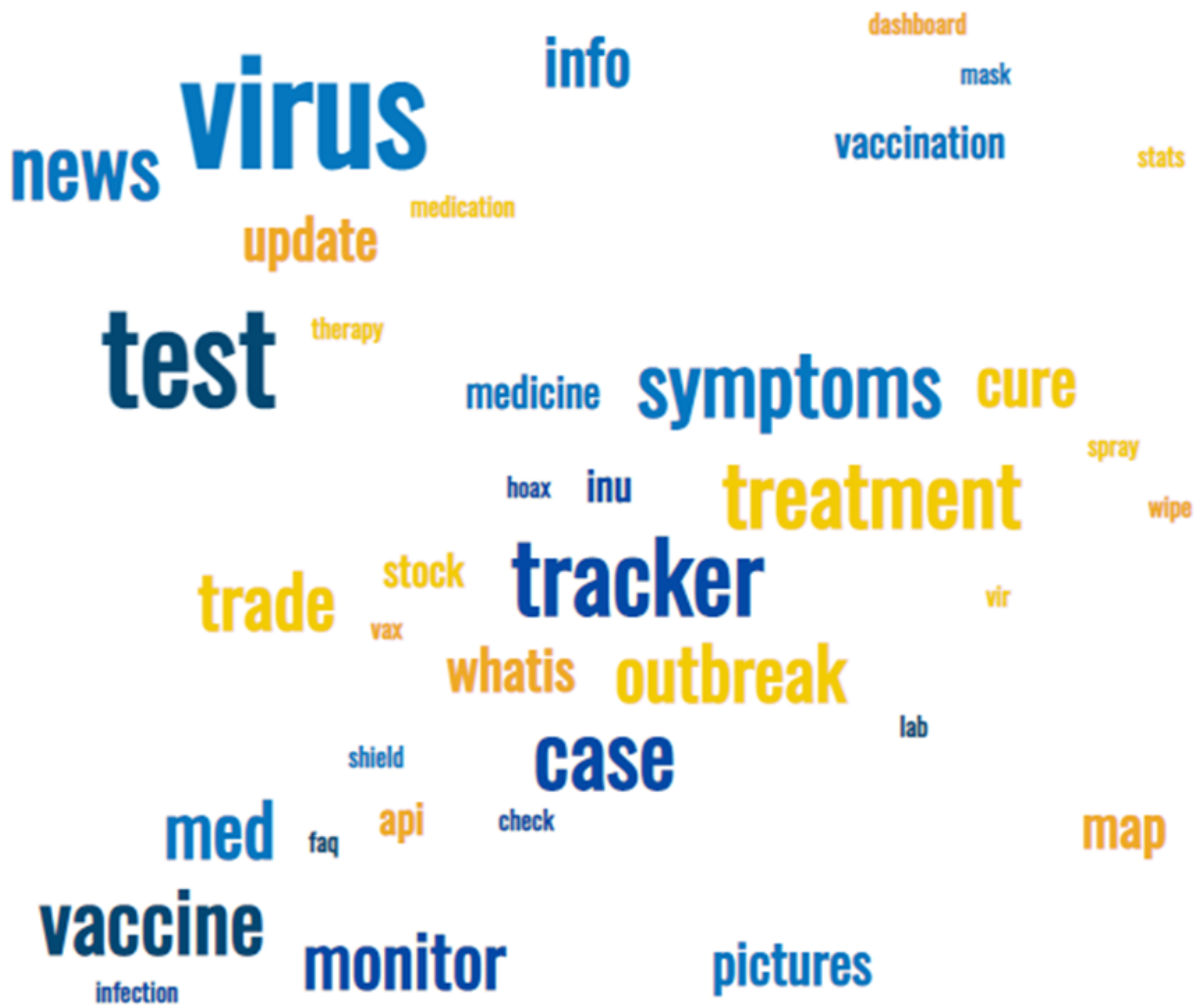 dashboard
info
mask
virus
vaccination
stats
news
medication
update
therapy
test
medicine
symptoms
cure
spray
hoax
inu
treatment
wipe
stock
tracker
trade
vir
vax
whatis
outbreak
lab
shield
case
med
faq
api
check
map
vaccine
monitor
pictures
infection